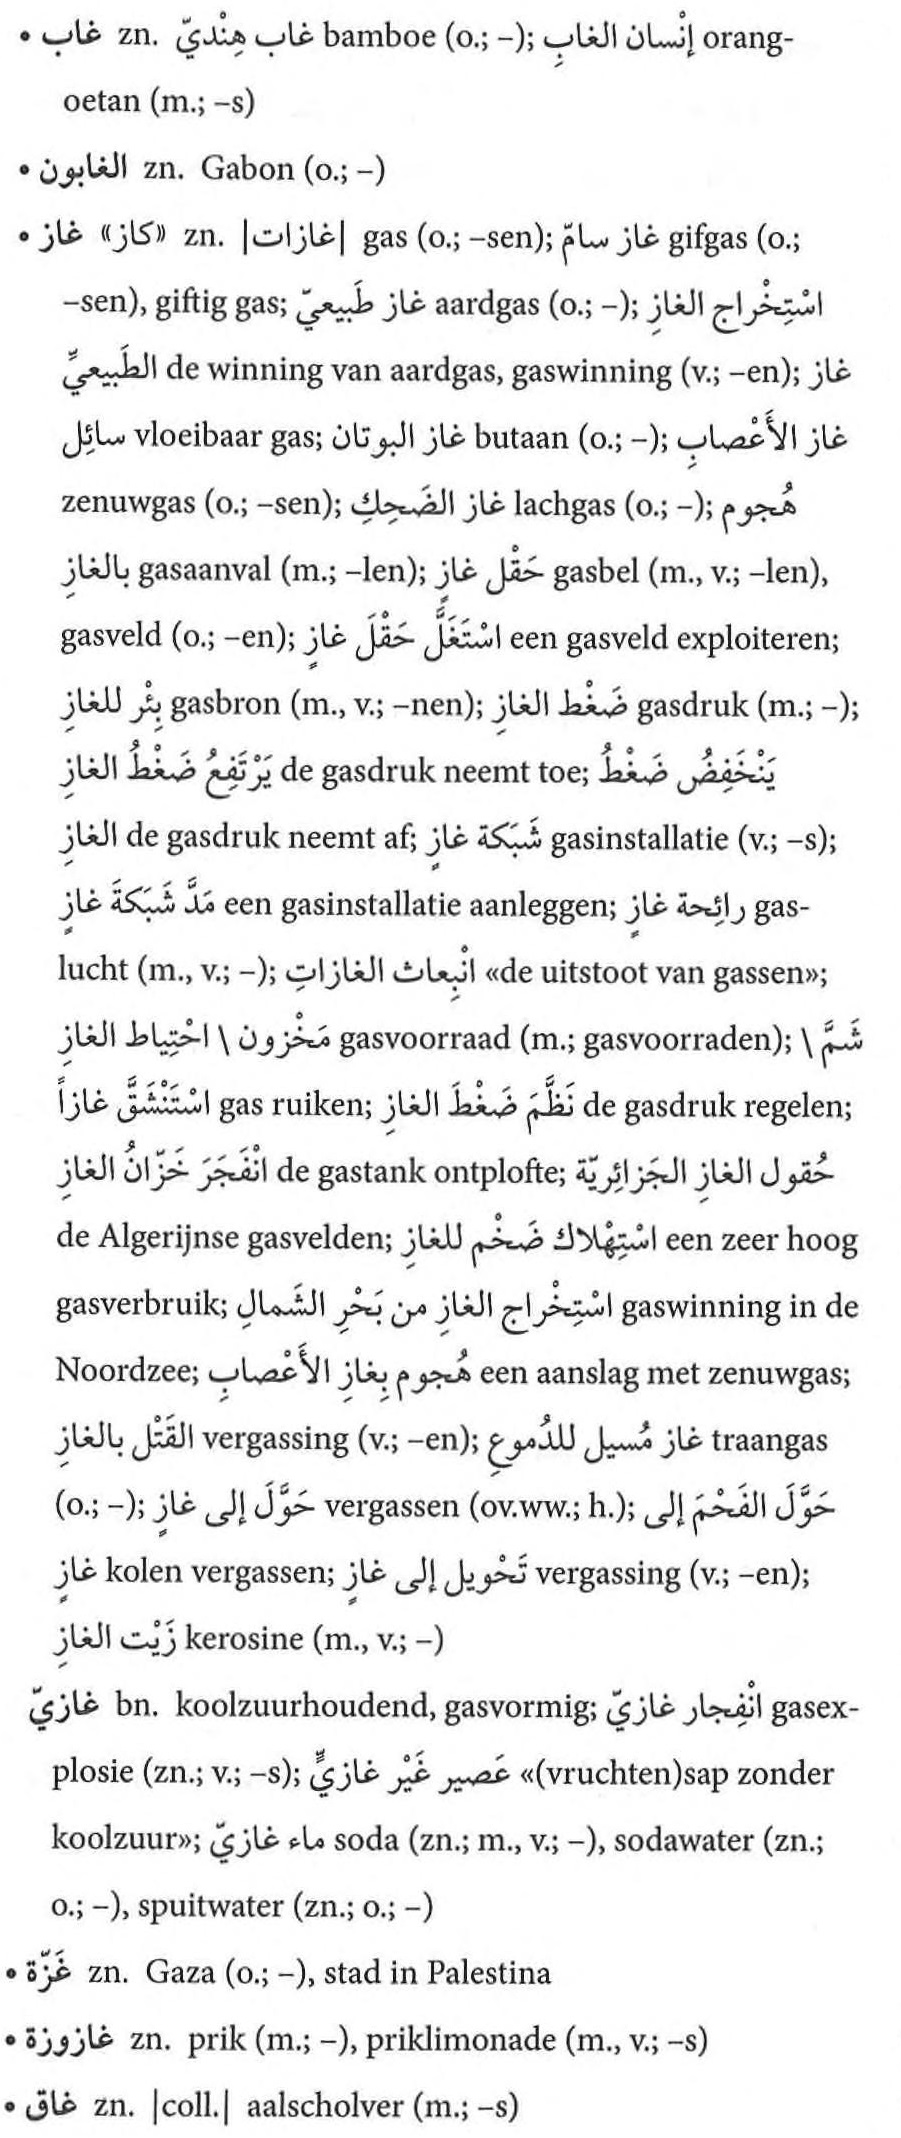 • غاب zn. غاب هِنْديّ bamboe (o.; –); إنْسان الغابِ orang-
oetan (m.; –s)
• الغابون zn. Gabon (o.; –)
• غاز «كاز» zn. |غازات| gas (o.; –sen); غاز سامّ gifgas (o.;
–sen), giftig gas; غاز طَبيعيّ aardgas (o.; –); اسْتِخْراج الغازِ
الطَبيعيِّ de winning van aardgas, gaswinning (v.; –en); غاز
سائِل vloeibaar gas; غاز البوتان butaan (o.; –); غاز الأَعْصابِ
zenuwgas (o.; –sen); غاز الضَحِكِ lachgas (o.; –); هُجوم
بالغازِ gasaanval (m.; –len); حَقْل غازٍ gasbel (m., v.; –len),
gasveld (o.; –en); اسْتَغَلَّ حَقْلَ غازٍ een gasveld exploiteren;
بِئْر للغازِ gasbron (m., v.; –nen); ضَغْط الغازِ gasdruk (m.; –);
يَرْتَفِعُ ضَغْطُ الغازِ de gasdruk neemt toe; يَنْخَفِضُ ضَغْطُ
الغازِ de gasdruk neemt af; شَبَكة غازٍ gasinstallatie (v.; –s);
مَدَّ شَبَكةَ غازٍ een gasinstallatie aanleggen; رائِحة غازٍ gas-
lucht (m., v.; –); انْبِعاث الغازاتِ «de uitstoot van gassen»;
مَخْزون \ احْتِياط الغازِ gasvoorraad (m.; gasvoorraden); شَمَّ \
اسْتَنْشَقَ غازاً gas ruiken; نَظَّمَ ضَغْطَ الغازِ de gasdruk regelen;
انْفَجَرَ خَزّانُ الغازِ de gastank ontplofte; حُقول الغازِ الجَزائِريّة
de Algerijnse gasvelden; اسْتِهْلاك ضَخْم للغازِ een zeer hoog
gasverbruik; اسْتِخْراج الغازِ من بَحْرِ الشَمالِ gaswinning in de
Noordzee; هُجوم بِغازِ الأَعْصابِ een aanslag met zenuwgas;
القَتْل بالغازِ vergassing (v.; –en); غاز مُسيل للدُموعِ traangas
(o.; –); حَوَّلَ إلى غازٍ vergassen (ov.ww.; h.); حَوَّلَ الفَحْمَ إلى
غازٍ kolen vergassen; تَحْويل إلى غازٍ vergassing (v.; –en);
زَيْت الغازِ kerosine (m., v.; –)
غازيّ bn. koolzuurhoudend, gasvormig; انْفِجار غازيّ gasex-
plosie (zn.; v.; –s); عَصير غَيْر غازيٍّ «(vruchten)sap zonder
koolzuur»; ماء غازيّ soda (zn.; m., v.; –), sodawater (zn.;
o.; –), spuitwater (zn.; o.; –)
• غَزّة zn. Gaza (o.; –), stad in Palestina
• غازوزة zn. prik (m.; –), priklimonade (m., v.; –s)
• غاق zn. |coll.| aalscholver (m.; –s)